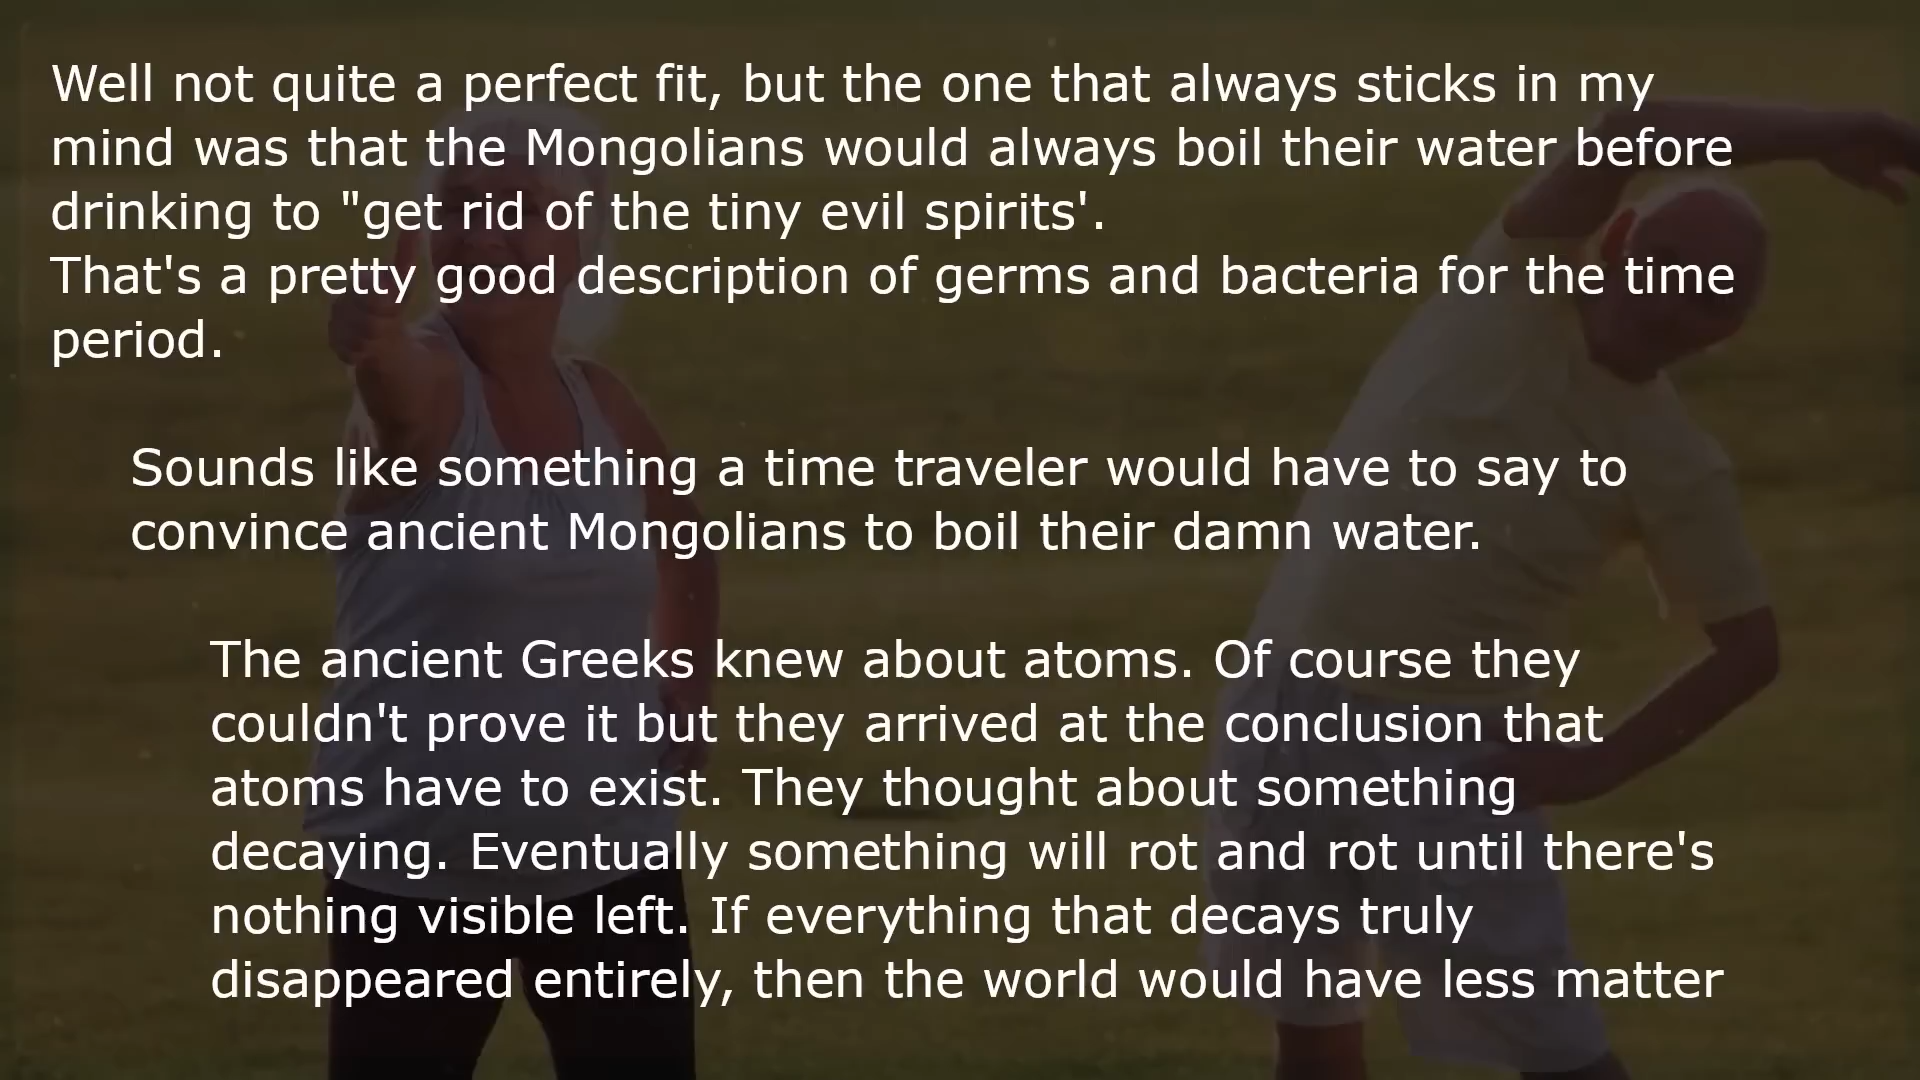 Well not quite a perfect fit, but the one that always sticks in my
mind was that the Mongolians would always boil their water before
drinking to "get rid of the tiny evil spirits'.
That's a pretty good description of germs and bacteria for the time
period.
Sounds like something a time traveler would have to say to
convince ancient Mongolians to boil their damn water.
The ancient Greeks knew about atoms. Of course they
couldn't prove it but they arrived at the conclusion that
atoms have to exist. They thought about something
decaying. Eventually something will rot and rot until there's
nothing visible left. If everything that decays truly
disappeared entirely, then the world would have less matter